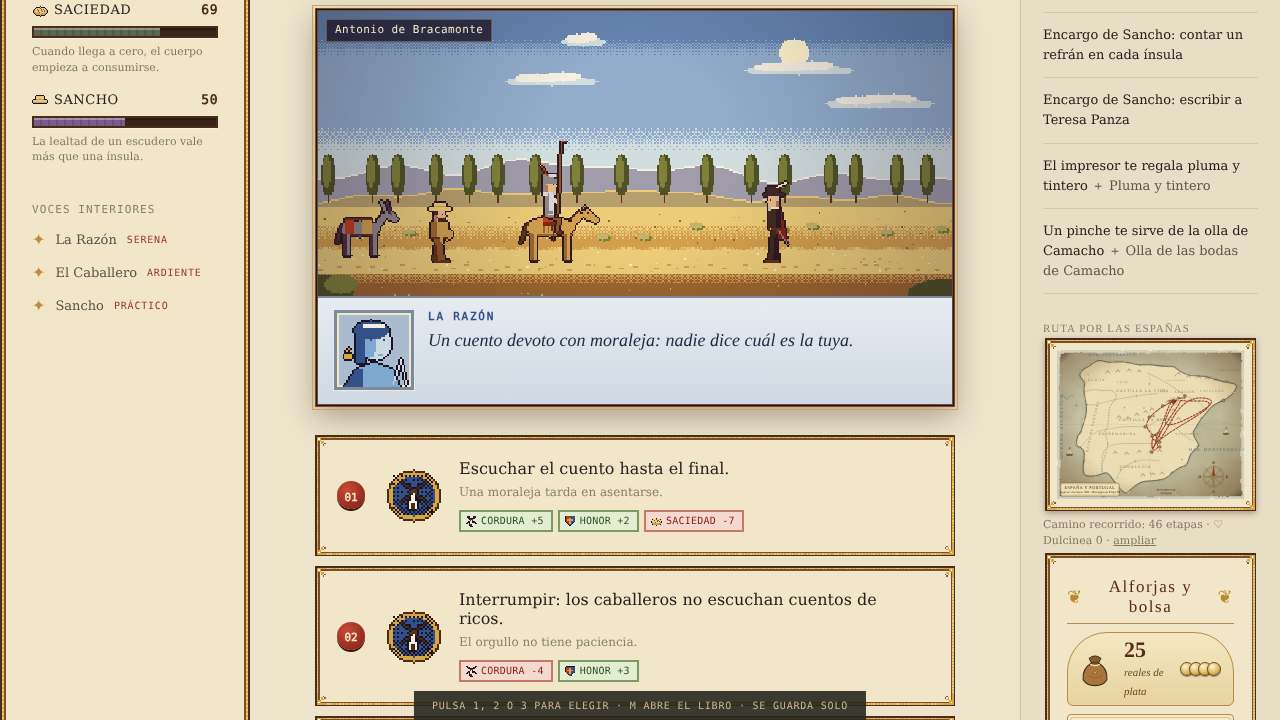 SACIEDAD 69
Cuando llega a cero, el cuerpo
empieza a consumirse.
SANCHO 50
La lealtad de un escudero vale
más que una ínsula.
VOCES INTERIORES
La Razón SERENA
El Caballero ARDIENTE
Sancho PRÁCTICO
Antonio de Bracamonte
LA RAZÓN
Un cuento devoto con moraleja: nadie dice cuál es la tuya.
01
Escuchar el cuento hasta el final.
Una moraleja tarda en asentarse.
CORDURA +5 HONOR +2 SACIEDAD -7
02
Interrumpir: los caballeros no escuchan cuentos de
ricos.
El orgullo no tiene paciencia.
CORDURA -4 HONOR +3
PULSA 1, 2 O 3 PARA ELEGIR · M ABRE EL LIBRO · SE GUARDA SOLO
Encargo de Sancho: contar un
refrán en cada ínsula
Encargo de Sancho: escribir a
Teresa Panza
El impresor te regala pluma y
tintero + Pluma y tintero
Un pinche te sirve de la olla de
Camacho + Olla de las bodas
de Camacho
RUTA POR LAS ESPAÑAS
ESPAÑA Y PORTUGAL
Camino recorrido: 46 etapas · ♡
Dulcinea 0 · ampliar
Alforjas y
bolsa
25
reales de
plata